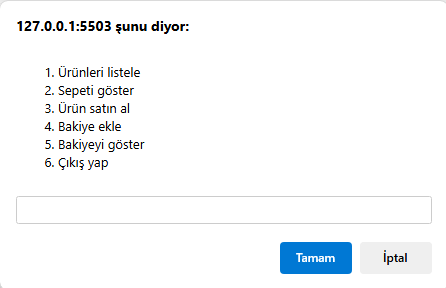 127.0.0.1:5503 şunu diyor:
1. Ürünleri listele
2. Sepeti göster
3. Ürün satın al
4. Bakiye ekle
5. Bakiyeyi göster
6. Çıkış yap
Tamam
İptal